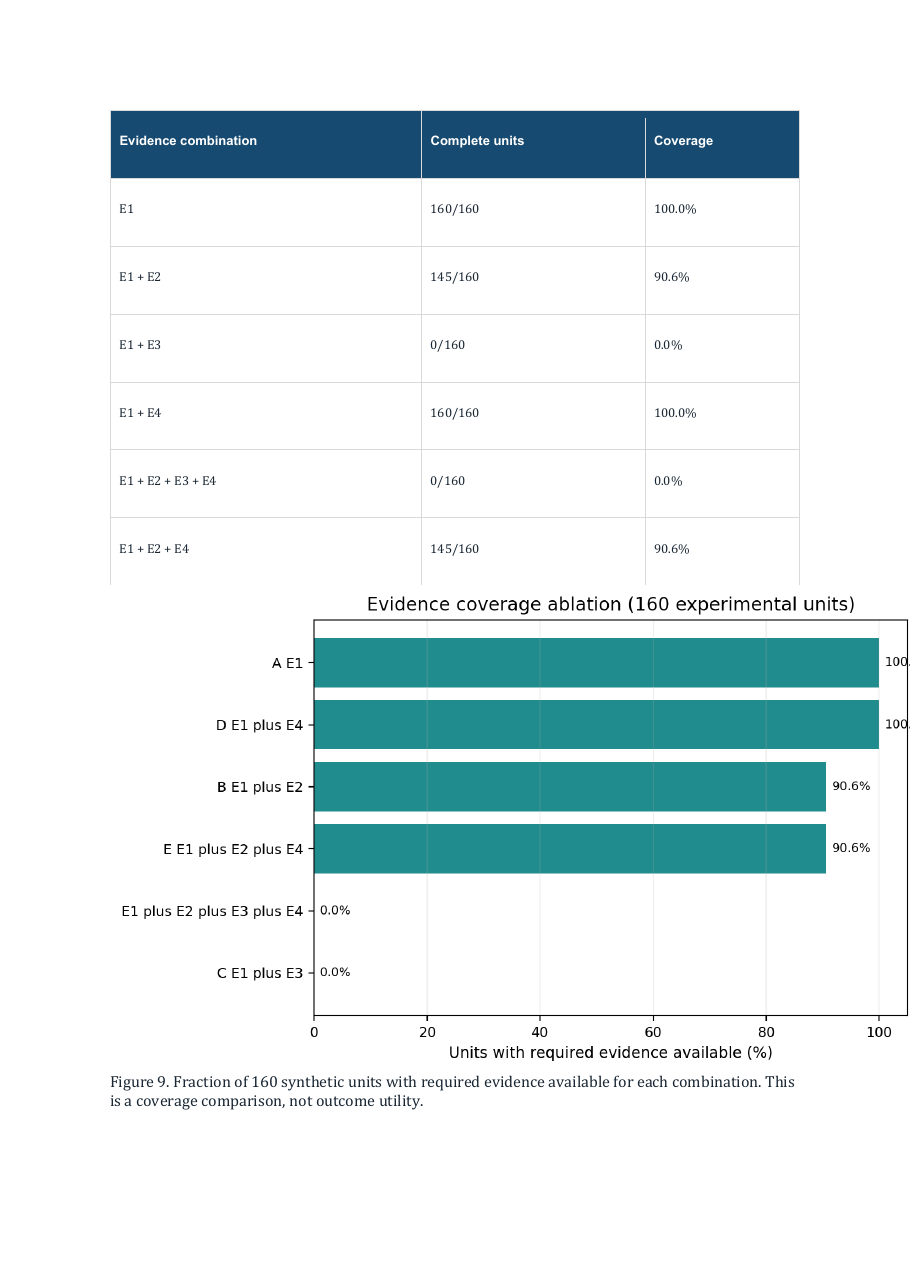 Evidence combination Complete units Coverage
E1 160/160 100.0%
E1 + E2 145/160 90.6%
E1 + E3 0/160 0.0%
E1 + E4 160/160 100.0%
E1 + E2 + E3 + E4 0/160 0.0%
E1 + E2 + E4 145/160 90.6%
Evidence coverage ablation (160 experimental units)
A E1 100.
D E1 plus E4 100.
B E1 plus E2 90.6%
E E1 plus E2 plus E4 90.6%
E1 plus E2 plus E3 plus E4 0.0%
C E1 plus E3 0.0%
0 20 40 60 80 100
Units with required evidence available (%)
Figure 9. Fraction of 160 synthetic units with required evidence available for each combination. This
is a coverage comparison, not outcome utility.